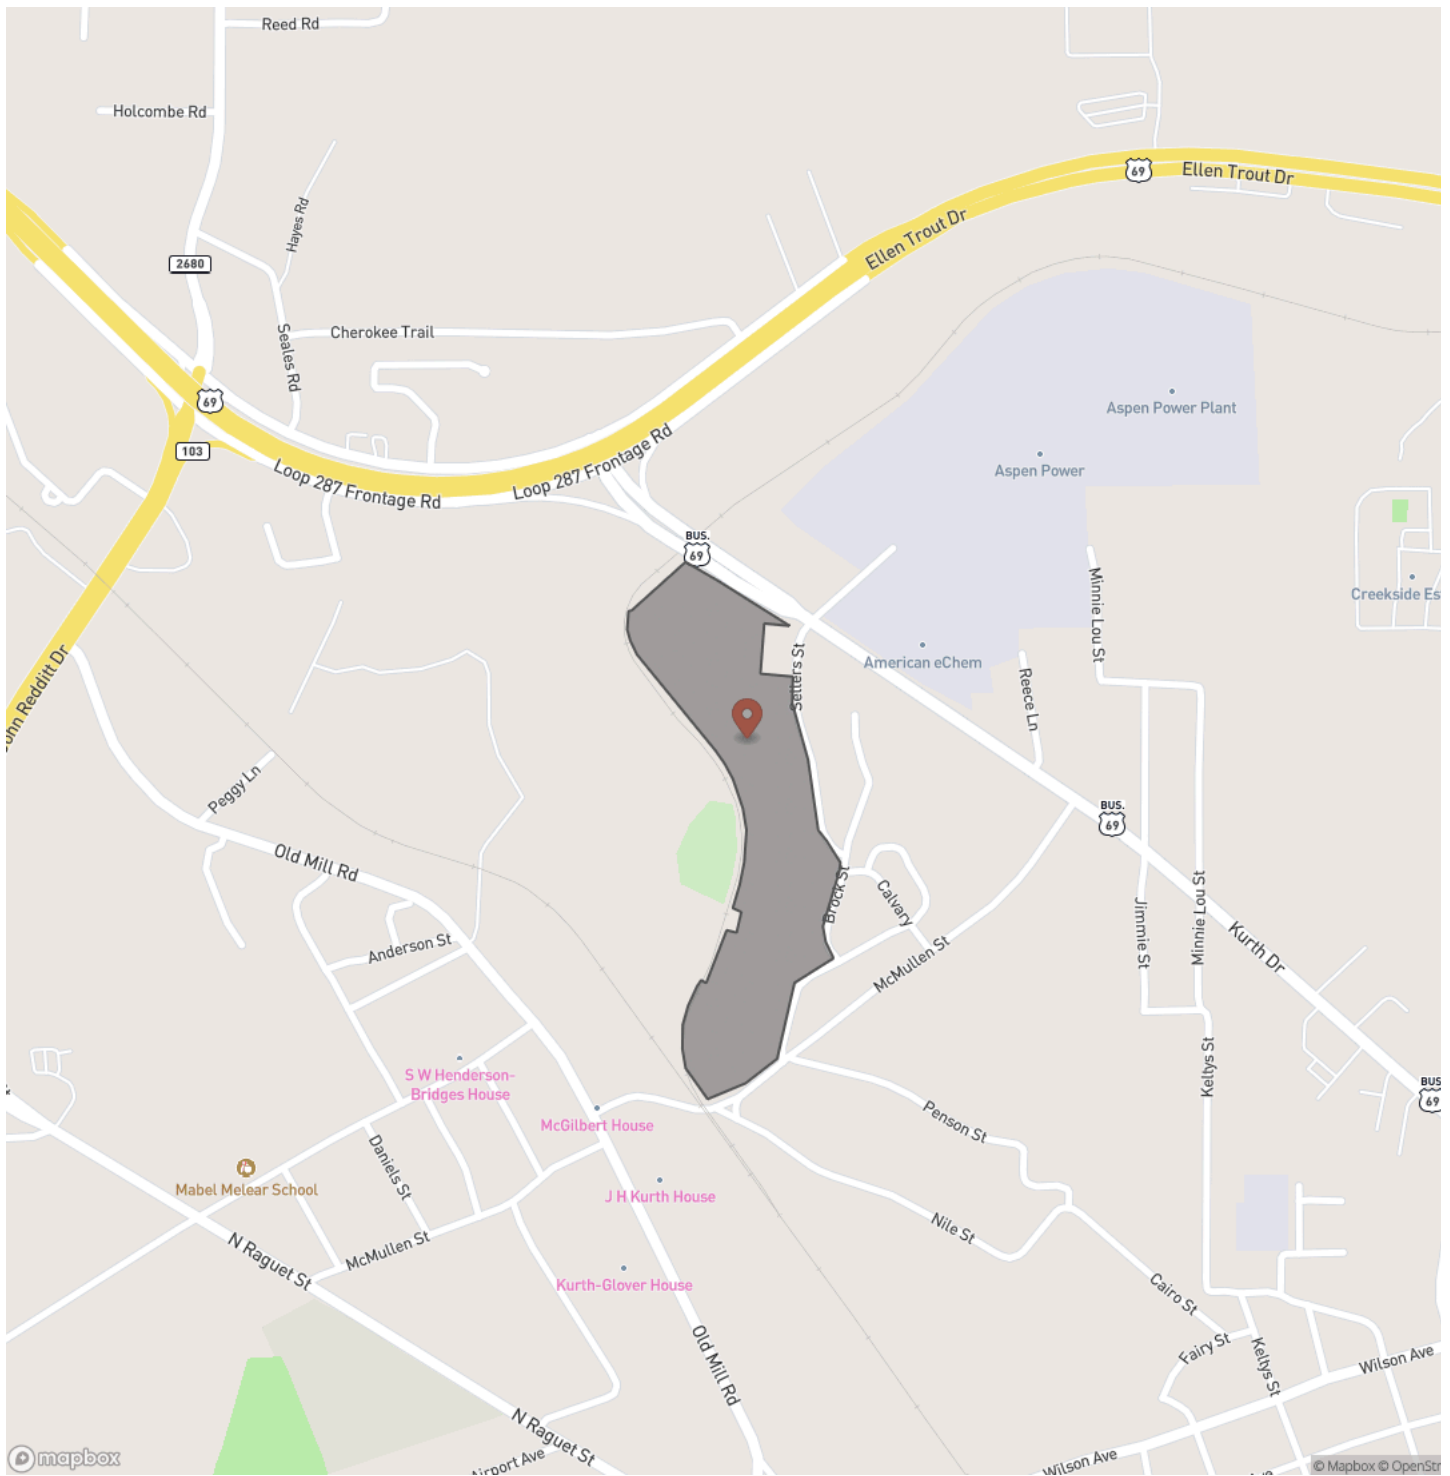 Reed Rd
Holcombe Rd
69
Ellen Trout Dr
Hayes Rd
Ellen Trout Dr
2680
Cherokee Trail
Seales Rd
69
Aspen Power Plant
103
Loop 287 Frontage Rd
Loop 287 Frontage Rd
Aspen Power
BUS.
69
Minnie Lou St
Creekside Es
American eChem
Sellers St
Reece Ln
John Redditt Dr
Peggy Ln
BUS.
69
Old Mill Rd
Brock St
Calvary
Minnie Lou St
Jimmie St
Kurth Dr
Anderson St
McMullen St
Keltys St
S W Henderson-
Bridges House
McGilbert House
Penson St
BUS
69
Daniels St
Mabel Melear School
J H Kurth House
Nile St
N Raguet St
McMullen St
Kurth-Glover House
Cairo St
Old Mill Rd
Fairy St
Keltys St
Wilson Ave
N Raguet St
Airport Ave
Wilson Ave
mapbox
© Mapbox © OpenStr